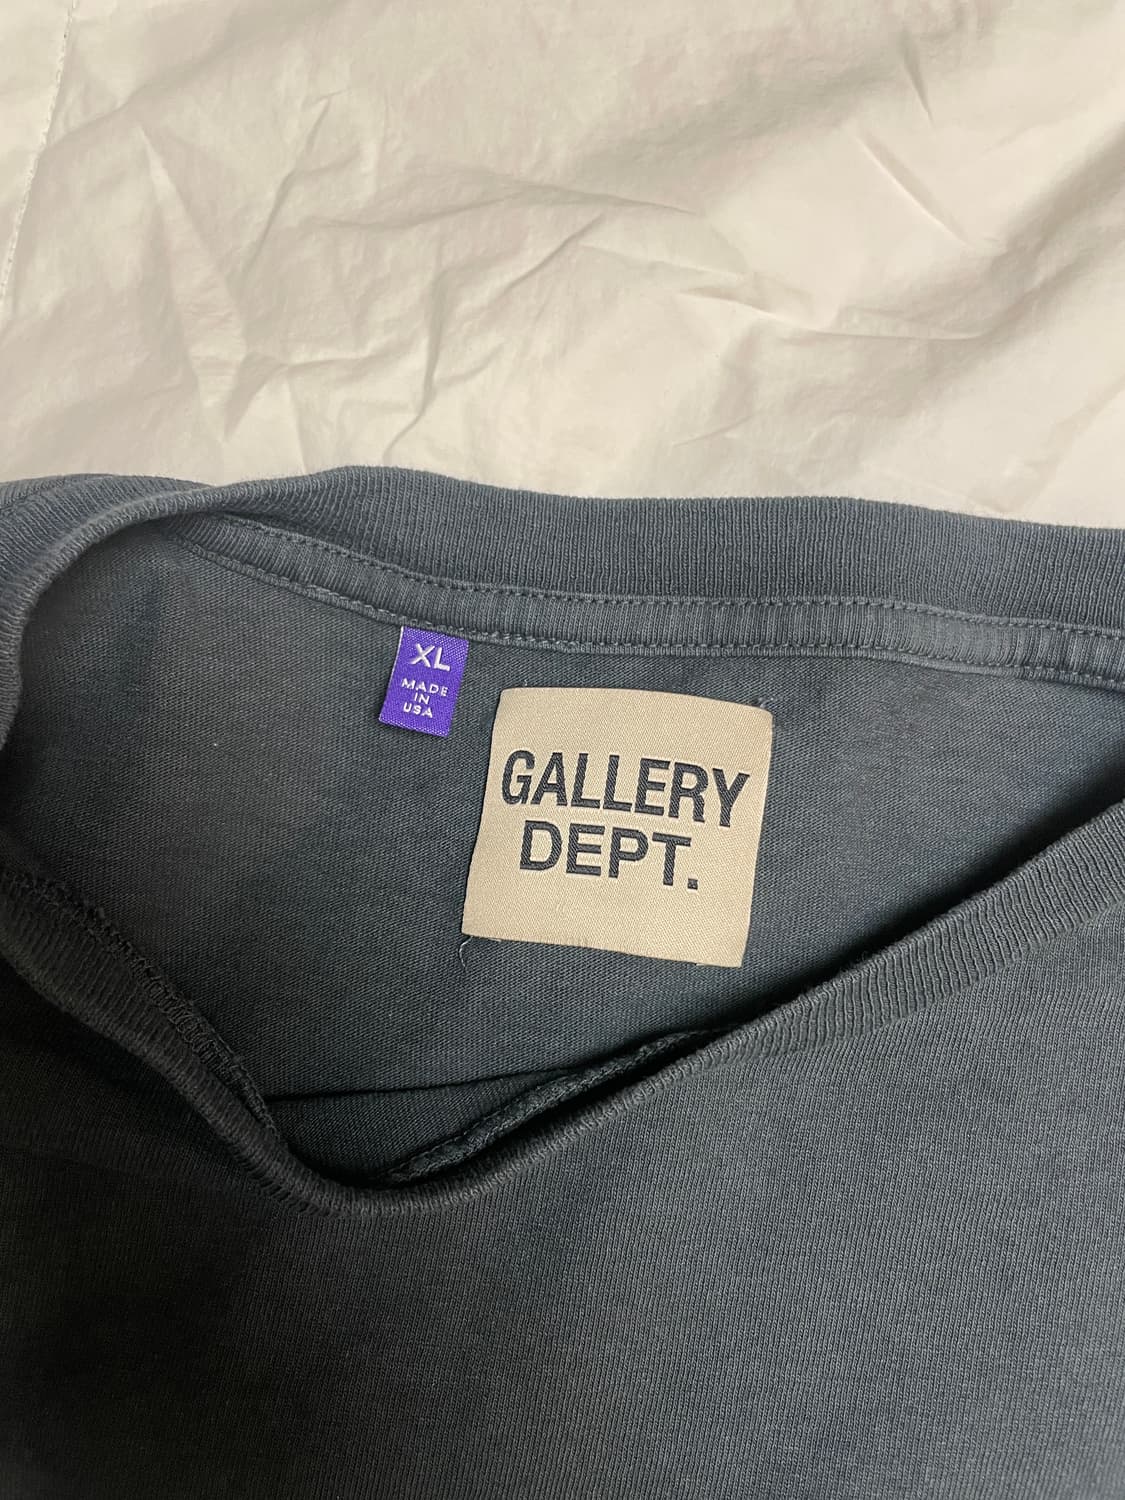 XL
MADE
IN
USA
GALLERY
DEPT.